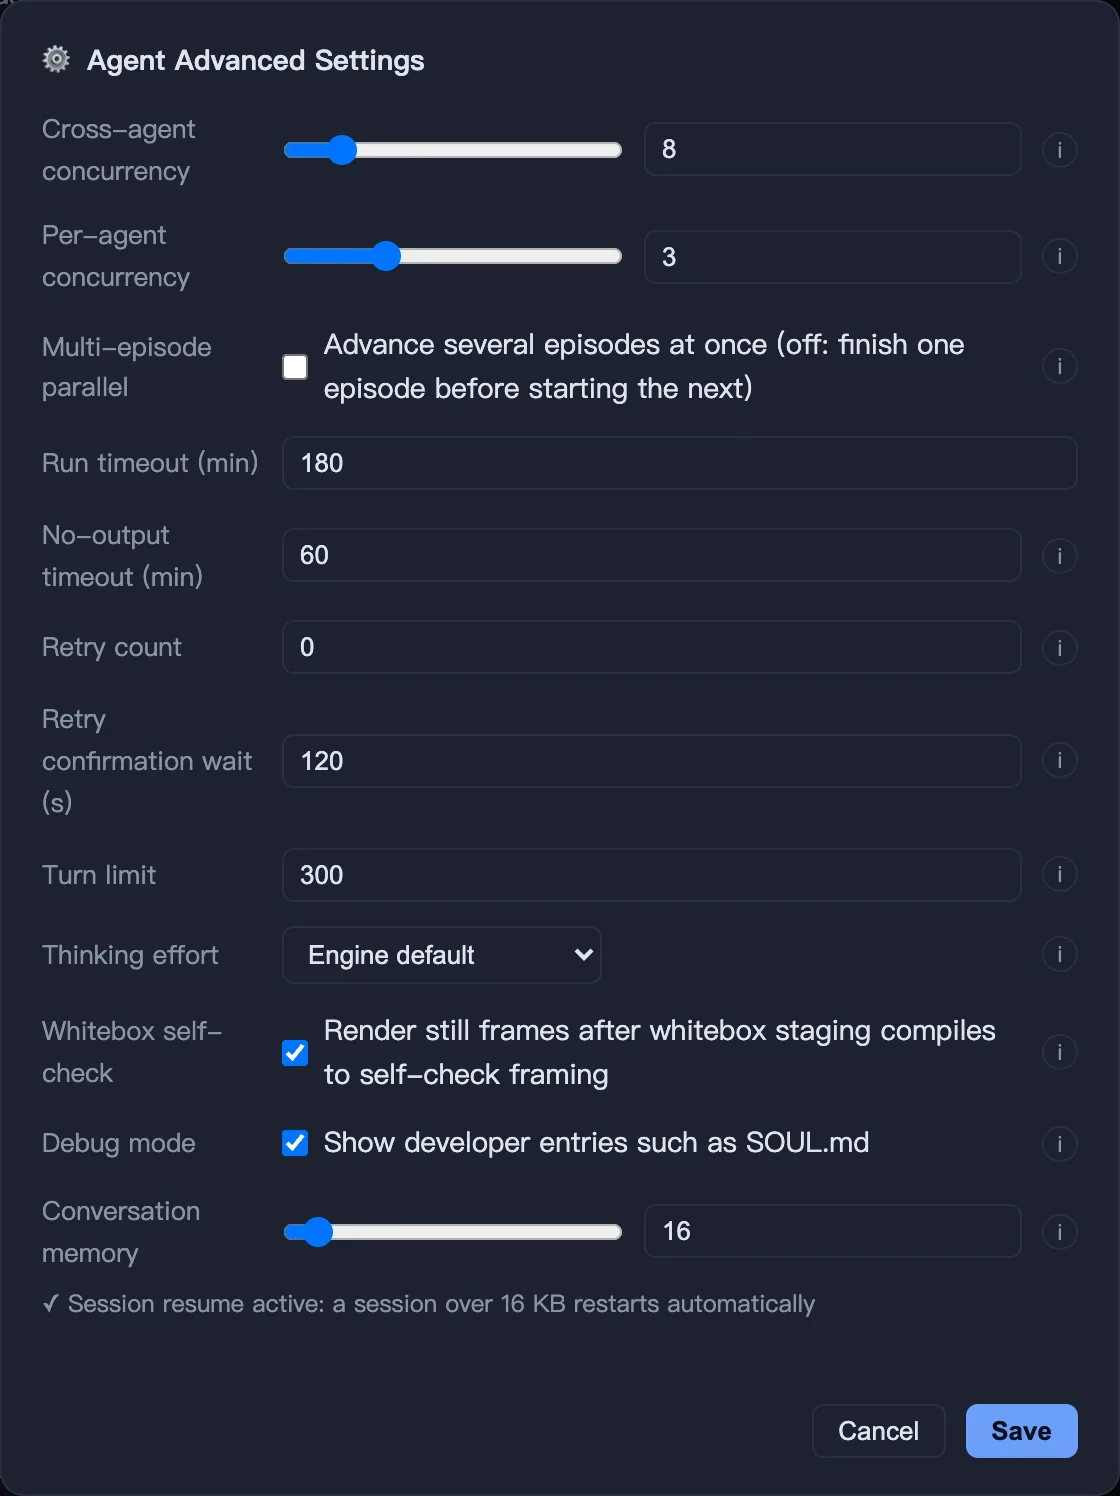 Agent Advanced Settings
Cross-agent
concurrency
8
i
Per-agent
concurrency
3
i
Multi-episode
parallel
Advance several episodes at once (off: finish one
episode before starting the next)
i
Run timeout (min)
180
No-output
timeout (min)
60
i
Retry count
0
i
Retry
confirmation wait
(s)
120
i
Turn limit
300
i
Thinking effort
Engine default
i
Whitebox self-
check
Render still frames after whitebox staging compiles
to self-check framing
i
Debug mode
Show developer entries such as SOUL.md
i
Conversation
memory
16
i
✓ Session resume active: a session over 16 KB restarts automatically
Cancel
Save